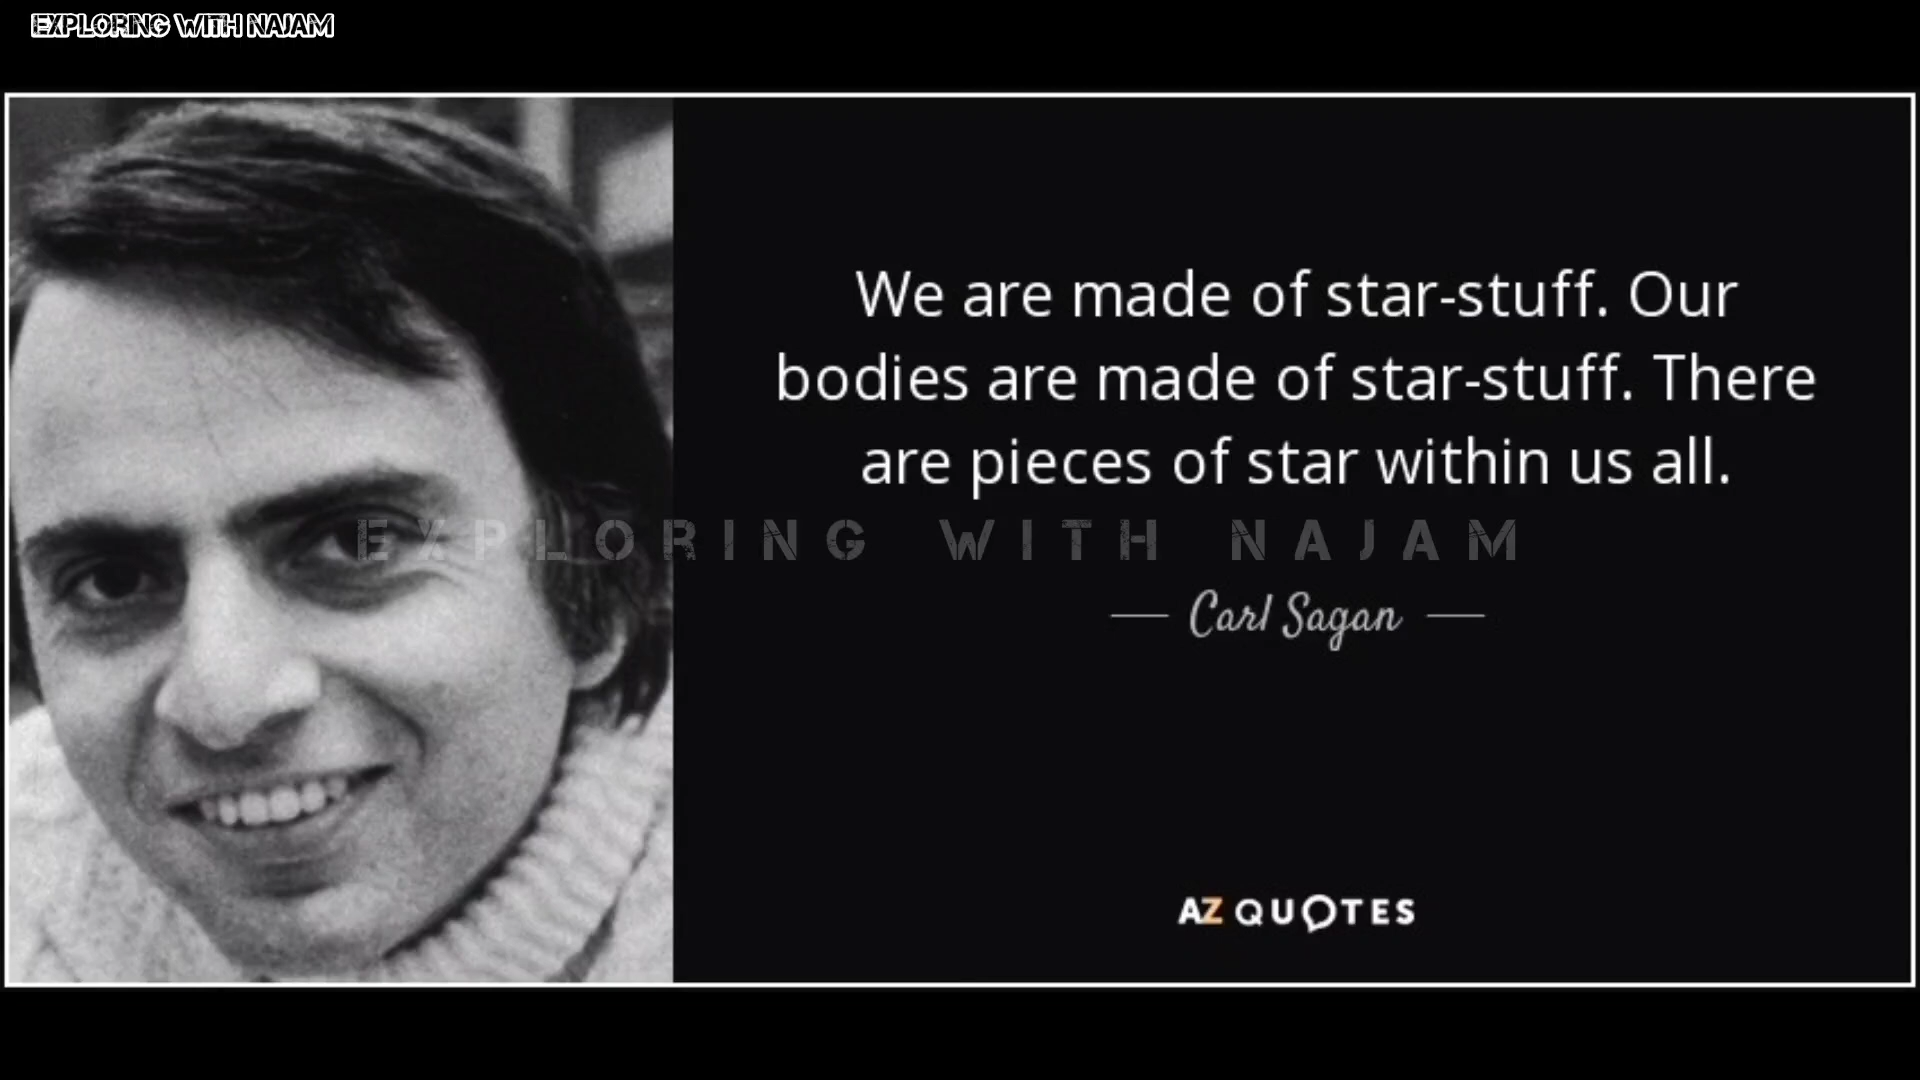 EXPLORING WITH NAJAM
We are made of star-stuff. Our
bodies are made of star-stuff. There
are pieces of star within us all.
EXPLORING WITH NAJAM
Carl Sagan
AZ QUOTES